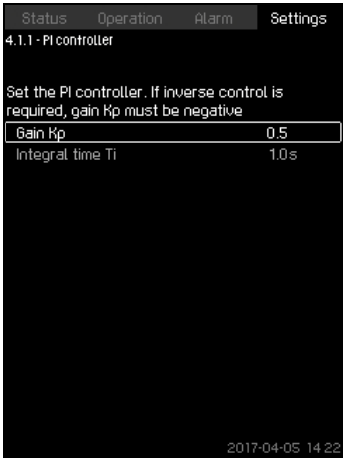 Status Operation Alarm Settings
4.1.1 - PI controller
Set the PI controller. If inverse control is
required, gain Kp must be negative
Gain Kp 0.5
Integral time Ti 1.0s
2017-04-05 14 22